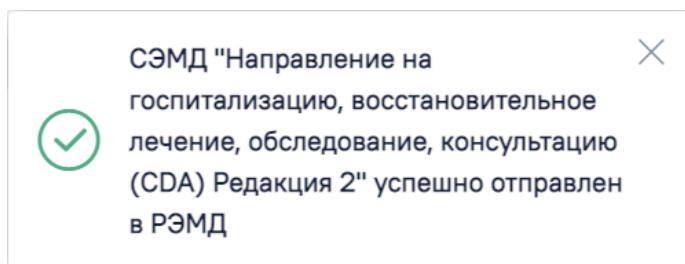 СЭМД "Направление на
госпитализацию, восстановительное
лечение, обследование, консультацию
(CDA) Редакция 2" успешно отправлен
в РЭМД